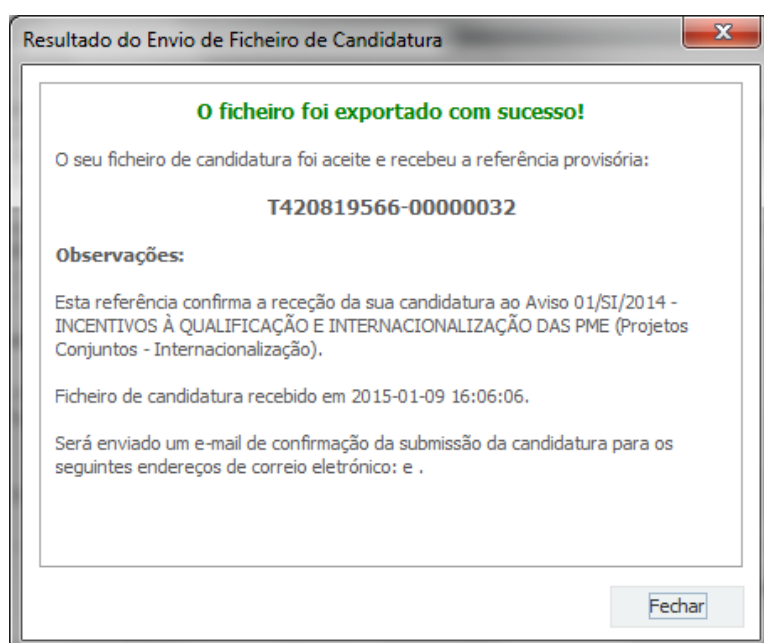 Resultado do Envio de Ficheiro de Candidatura
O ficheiro foi exportado com sucesso!
O seu ficheiro de candidatura foi aceite e recebeu a referência provisória:
T420819566-00000032
Observações:
Esta referência confirma a receção da sua candidatura ao Aviso 01/SI/2014 -
INCENTIVOS À QUALIFICAÇÃO E INTERNACIONALIZAÇÃO DAS PME (Projetos
Conjuntos - Internacionalização).
Ficheiro de candidatura recebido em 2015-01-09 16:06:06.
Será enviado um e-mail de confirmação da submissão da candidatura para os
seguintes endereços de correio eletrónico: e .
Fechar